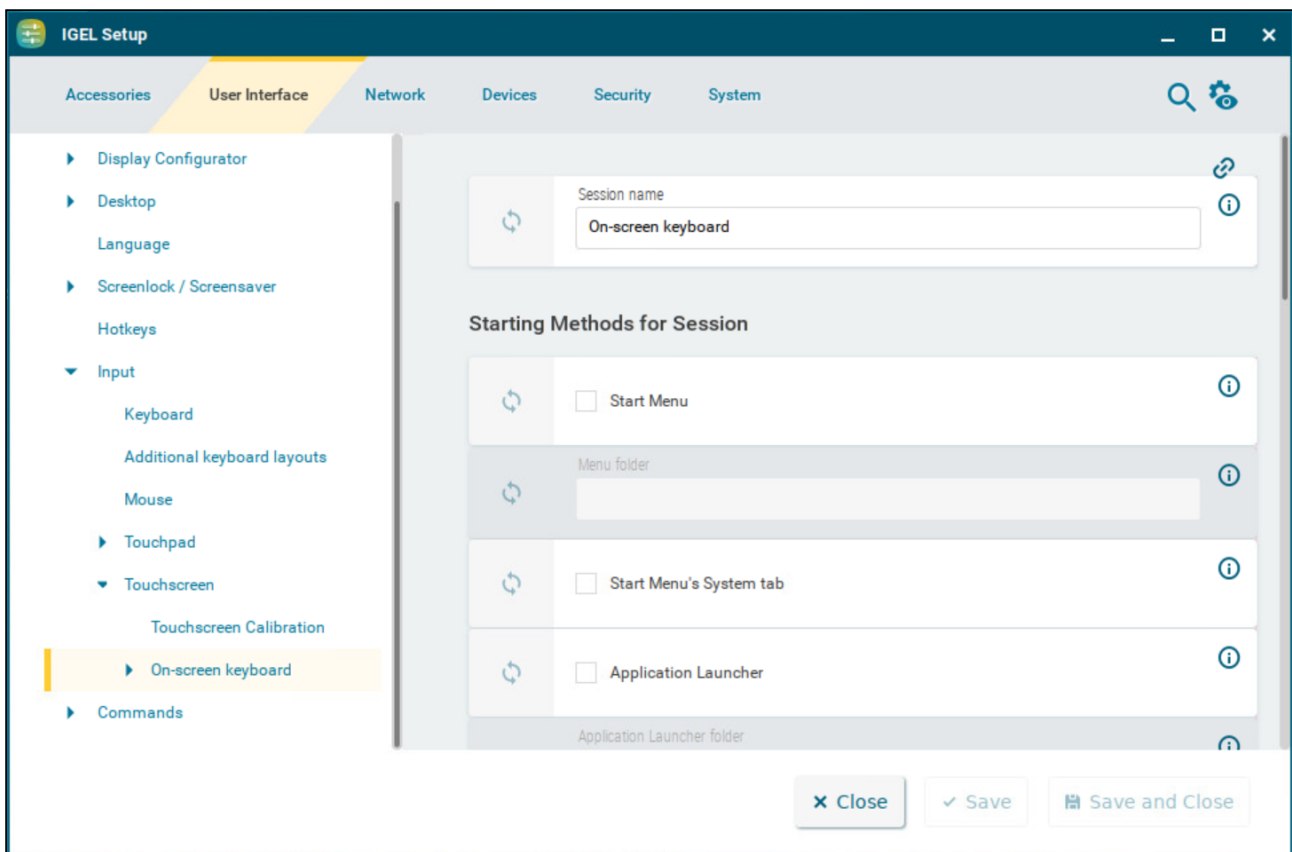 IGEL Setup
Accessories
User Interface
Network
Devices
Security
System
Display Configurator
Desktop
Language
Screenlock / Screensaver
Hotkeys
Input
Keyboard
Additional keyboard layouts
Mouse
Touchpad
Touchscreen
Touchscreen Calibration
On-screen keyboard
Commands
Session name
On-screen keyboard
Starting Methods for Session
Start Menu
Menu folder
Start Menu's System tab
Application Launcher
Application Launcher folder
Close
Save
Save and Close